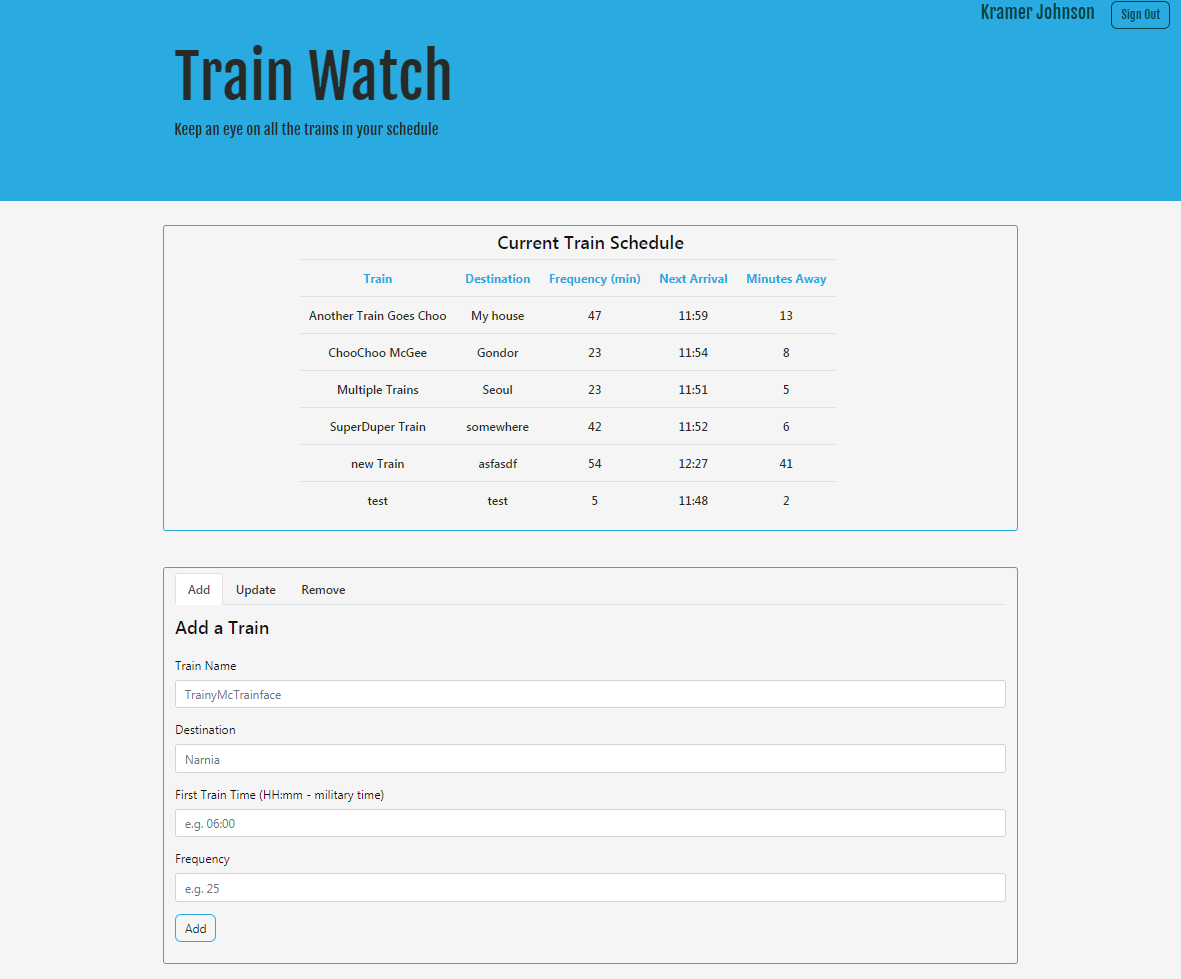 Kramer Johnson Sign Out
Train Watch
Keep an eye on all the trains in your schedule
Current Train Schedule
Train Destination Frequency (min) Next Arrival Minutes Away
Another Train Goes Choo My house 47 11:59 13
ChooChoo McGee Gondor 23 11:54 8
Multiple Trains Seoul 23 11:51 5
SuperDuper Train somewhere 42 11:52 6
new Train asfasdf 54 12:27 41
test test 5 11:48 2
Add Update Remove
Add a Train
Train Name
TrainyMcTrainface
Destination
Narnia
First Train Time (HH:mm - military time)
e.g. 06:00
Frequency
e.g. 25
Add